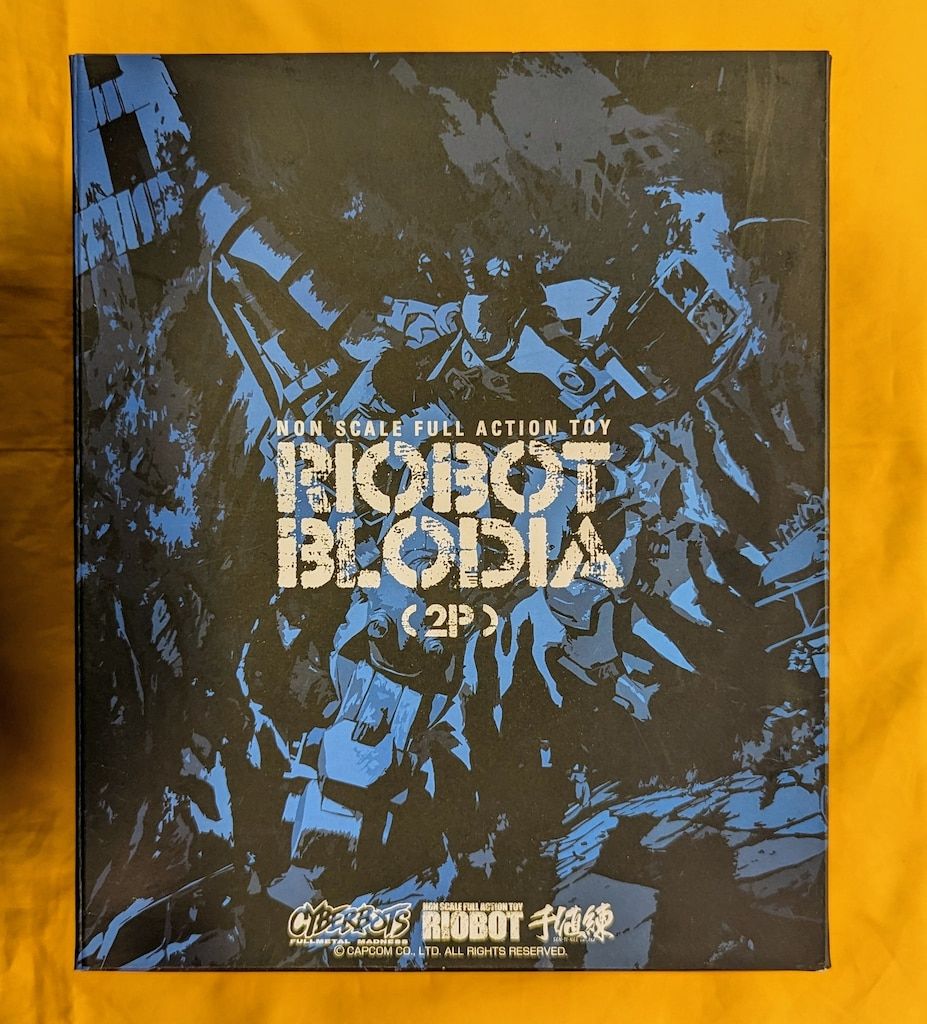 NON SCALE FULL ACTION TOY
RIOBOT
BLODIA
(2P)
CYBERBOTS
FULLMETAL MADNESS
NON SCALE FULL ACTION TOY
RIOBOT
千値練
© CAPCOM CO., LTD. ALL RIGHTS RESERVED.